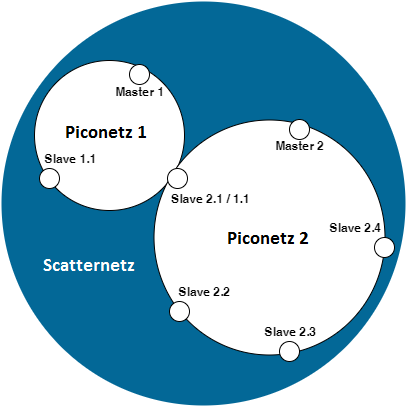 Master 1
Piconetz 1
Slave 1.1
Master 2
Slave 2.1 / 1.1
Slave 2.4
Piconetz 2
Scatternetz
Slave 2.2
Slave 2.3